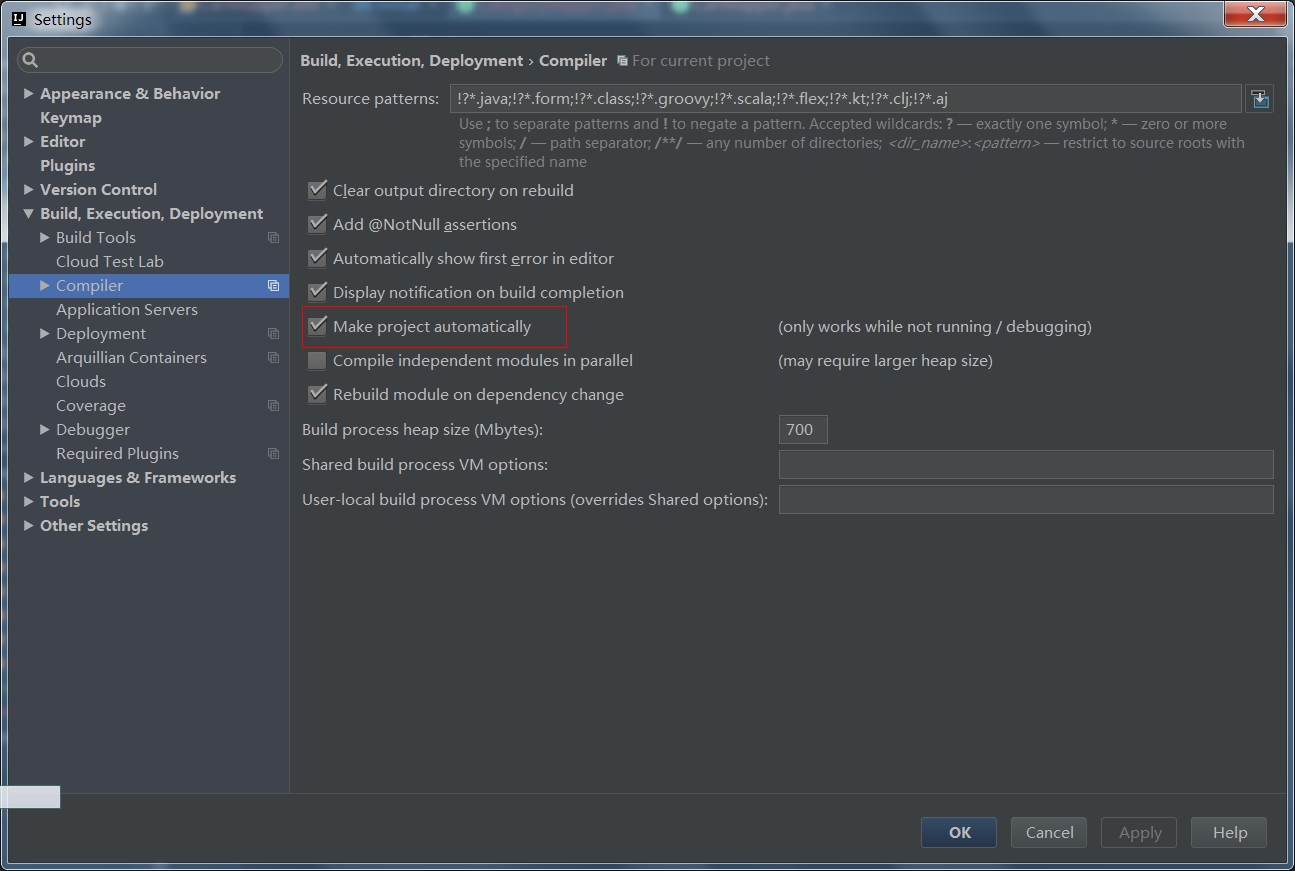 Settings
Appearance & Behavior
Keymap
Editor
Plugins
Version Control
Build, Execution, Deployment
Build Tools
Cloud Test Lab
Compiler
Application Servers
Deployment
Arquillian Containers
Clouds
Coverage
Debugger
Required Plugins
Languages & Frameworks
Tools
Other Settings
Build, Execution, Deployment › Compiler For current project
Resource patterns: !?*.java;!?*.form;!?*.class;!?*.groovy;!?*.scala;!?*.flex;!?*.kt;!?*.clj;!?*.aj
Use ; to separate patterns and ! to negate a pattern. Accepted wildcards: ? — exactly one symbol; * — zero or more
symbols; / — path separator; /**/ — any number of directories; <dir_name>:<pattern> — restrict to source roots with
the specified name
Clear output directory on rebuild
Add @NotNull assertions
Automatically show first error in editor
Display notification on build completion
Make project automatically (only works while not running / debugging)
Compile independent modules in parallel (may require larger heap size)
Rebuild module on dependency change
Build process heap size (Mbytes): 700
Shared build process VM options:
User-local build process VM options (overrides Shared options):
OK Cancel Apply Help